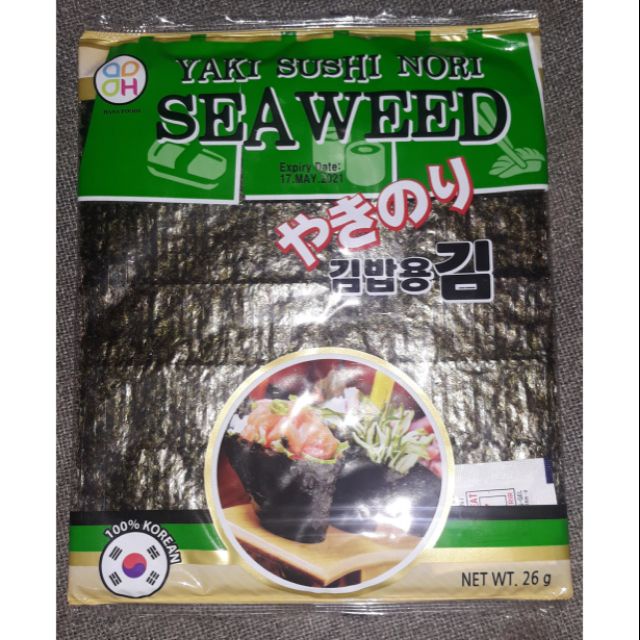 YAKI SUSHI NORI
SEAWEED
Expiry Date:
17.MAY.2021
やきのり
김밥용김
100% KOREAN
NET WT. 26 g